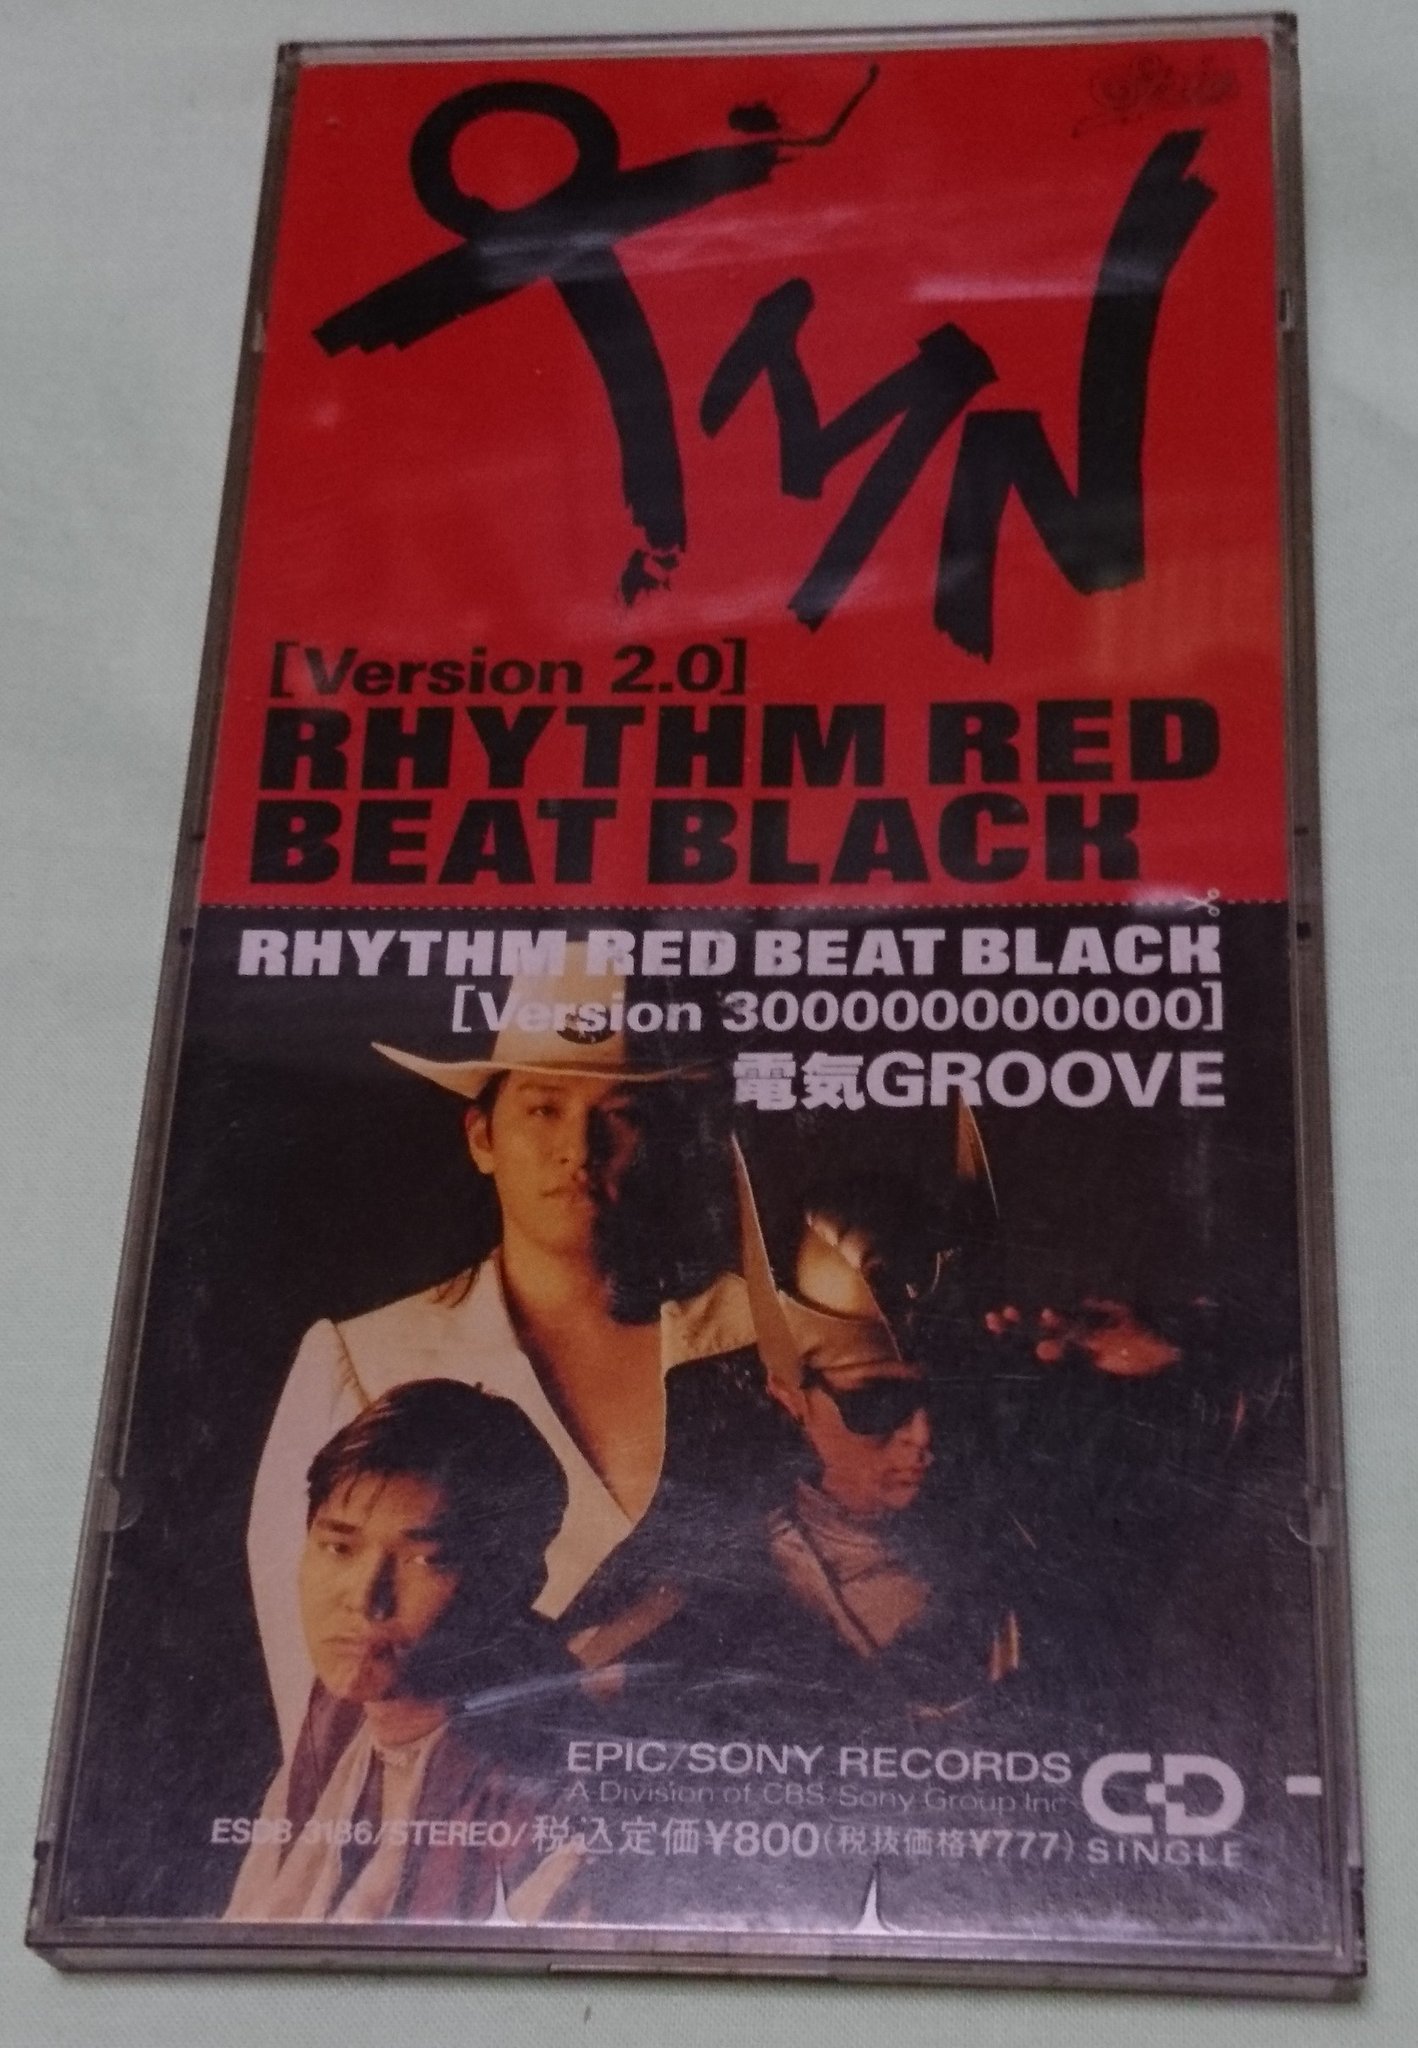 TMN
[Version 2.0]
RHYTHM RED
BEAT BLACK
RHYTHM RED BEAT BLACK
[Version 300000000000]
電気GROOVE
EPIC/SONY RECORDS
A Division of CBS/Sony Group Inc.
ESDB 3186/STEREO/税込定価¥800(税抜価格¥777)
CD
SINGLE